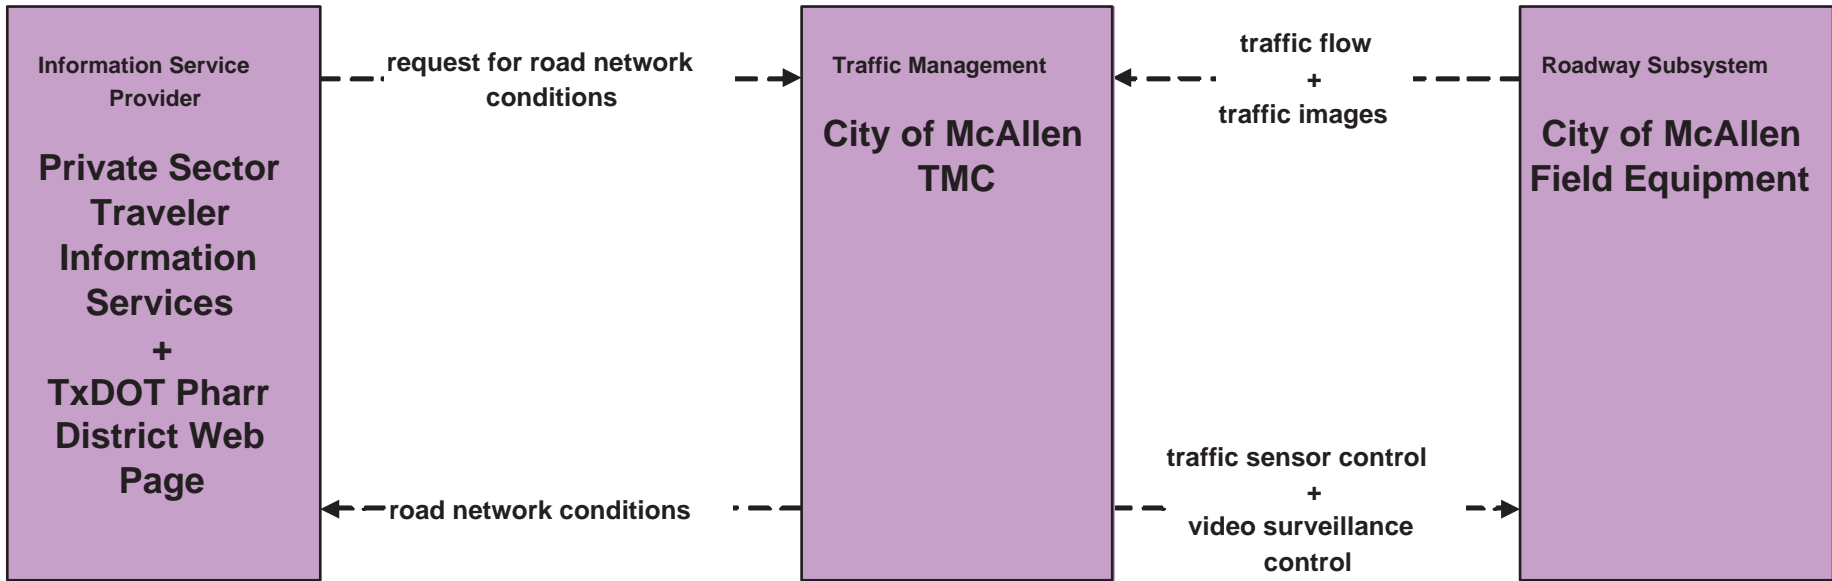 Information Service
Provider
Private Sector
Traveler
Information
Services
+
TxDOT Pharr
District Web
Page
request for road network
conditions
road network conditions
Traffic Management
City of McAllen
TMC
traffic flow
+
traffic images
traffic sensor control
+
video surveillance
control
Roadway Subsystem
City of McAllen
Field Equipment